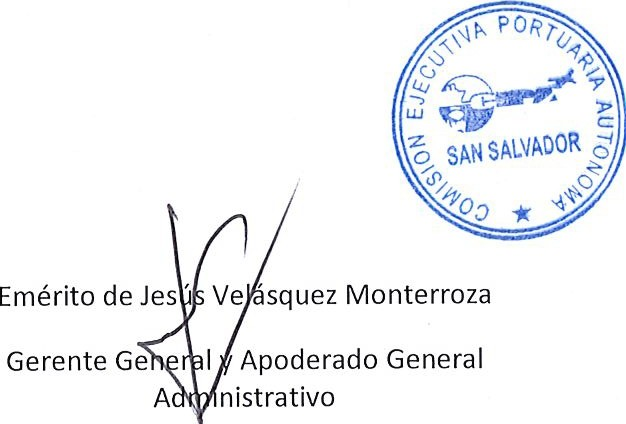 COMISION EJECUTIVA PORTUARIA AUTONOMA
SAN SALVADOR
Emérito de Jesús Velásquez Monterroza
Gerente General y Apoderado General
Administrativo